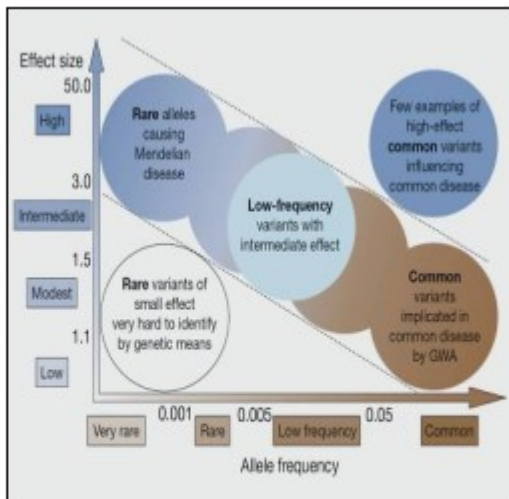 Effect size
50.0
High
3.0
Intermediate
1.5
Modest
1.1
Low
Rare alleles
causing
Mendelian
disease
Few examples of
high-effect
common variants
influencing
common disease
Low-frequency
variants with
intermediate effect
Rare variants of
small effect
very hard to identify
by genetic means
Common
variants
implicated in
common disease
by GWA
0.001
0.005
0.05
Very rare
Rare
Low frequency
Common
Allele frequency